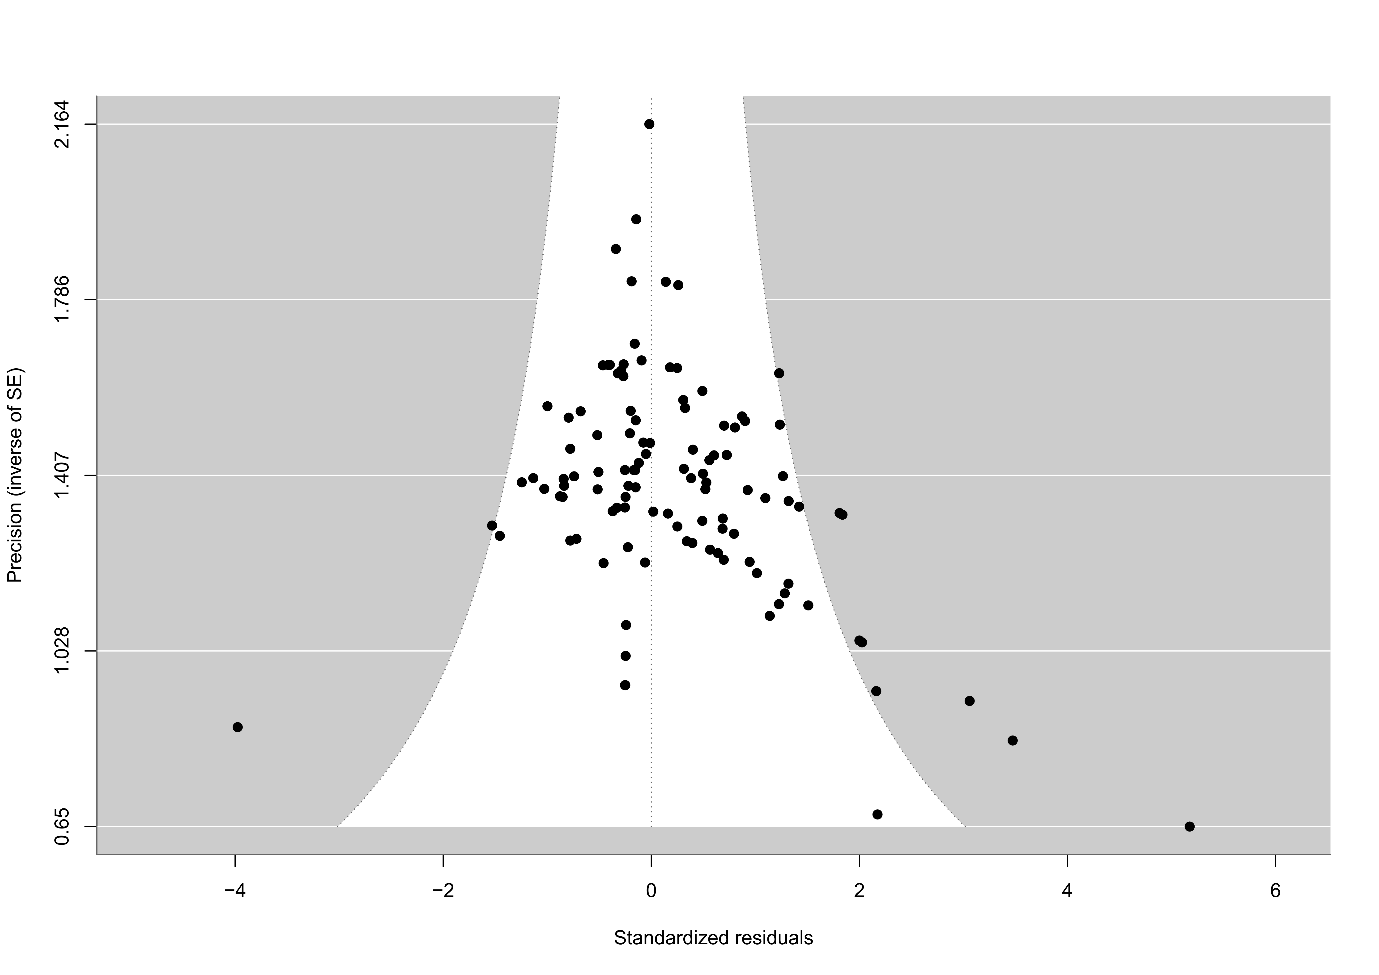 2.164
1.786
1.407
1.028
0.65
Precision (inverse of SE)
−4 −2 0 2 4 6
Standardized residuals